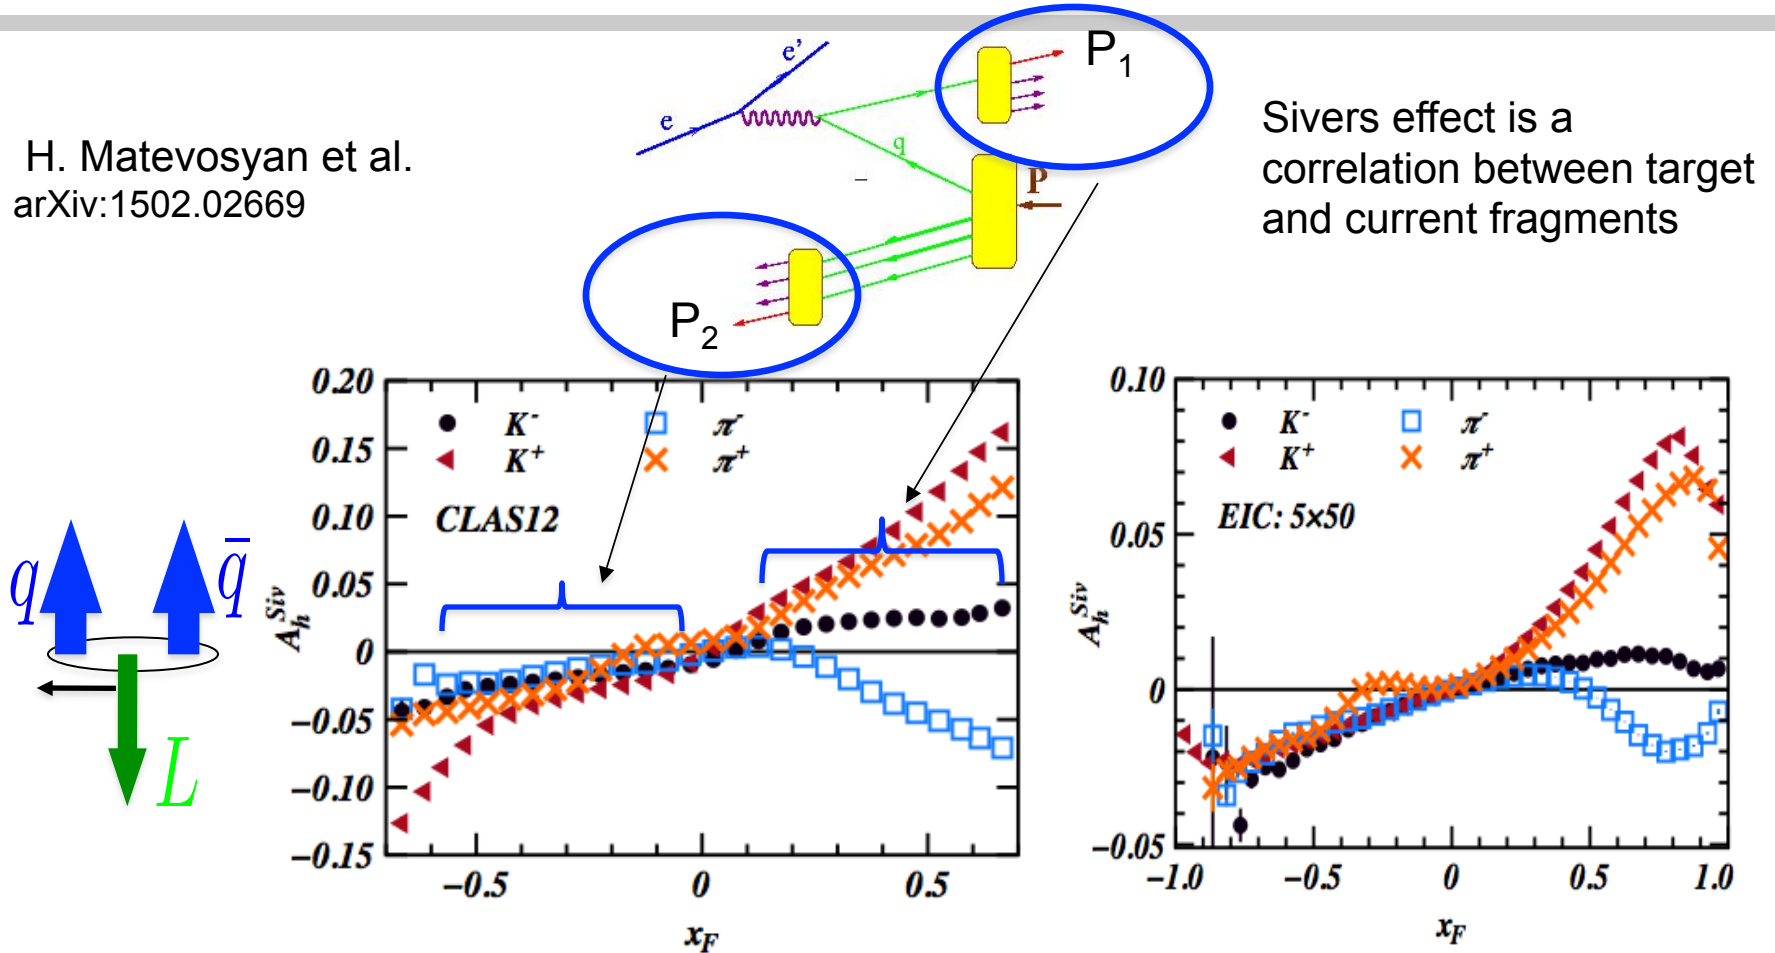 e'
P1
e
q
P
H. Matevosyan et al.
arXiv:1502.02669
Sivers effect is a
correlation between target
and current fragments
P2
q
q̄
L
0.20
0.15
0.10
0.05
0
−0.05
−0.10
−0.15
A_h^Siv
K- π-
K+ π+
CLAS12
−0.5 0 0.5
x_F
0.10
0.05
0
−0.05
A_h^Siv
K- π-
K+ π+
EIC: 5×50
−1.0 −0.5 0 0.5 1.0
x_F